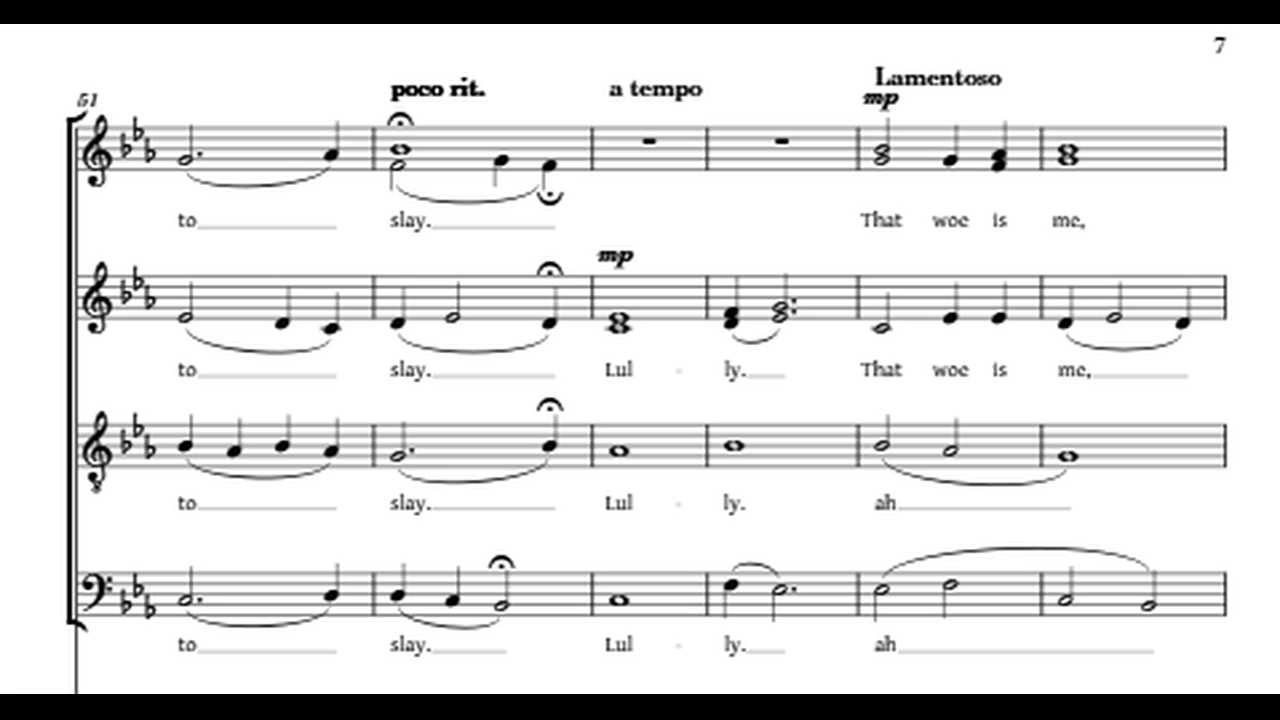 7
Lamentoso
poco rit. a tempo
51 mp
to slay. That woe is me,
mp
to slay. Lul - ly. That woe is me,
to slay. Lul - ly. ah
8
to slay. Lul - ly. ah